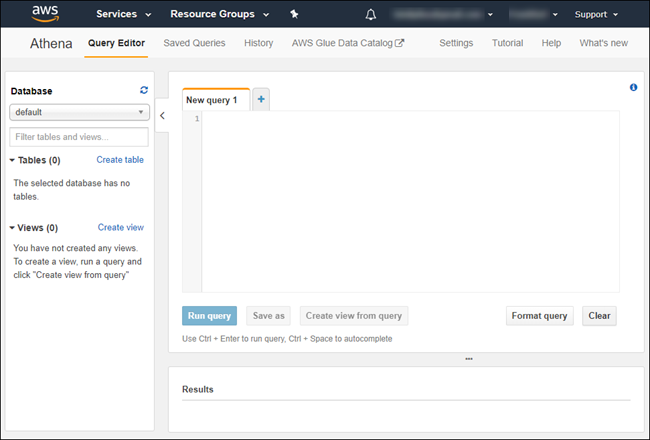 aws Services Resource Groups Support
Athena Query Editor Saved Queries History AWS Glue Data Catalog Settings Tutorial Help What's new
Database
default
Filter tables and views...
Tables (0) Create table
The selected database has no
tables.
Views (0) Create view
You have not created any views.
To create a view, run a query and
click "Create view from query"
New query 1 +
1
Run query Save as Create view from query Format query Clear
Use Ctrl + Enter to run query, Ctrl + Space to autocomplete
Results